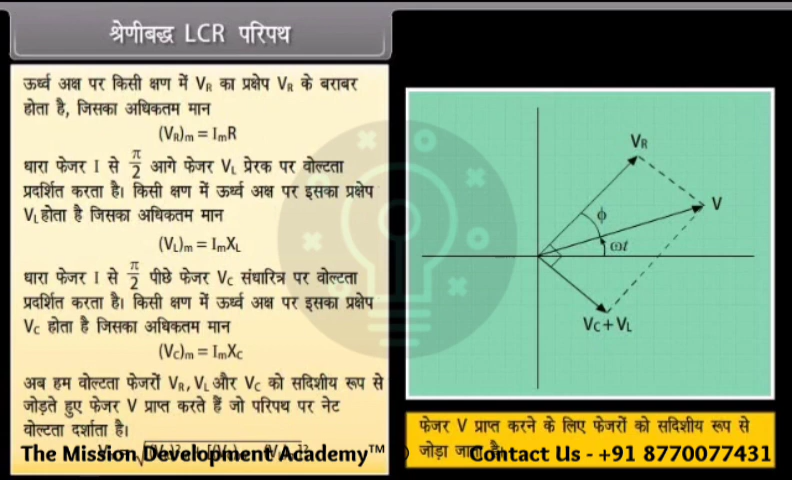 श्रेणीबद्ध LCR परिपथ
ऊर्ध्व अक्ष पर किसी क्षण में VR का प्रक्षेप VR के बराबर
होता है, जिसका अधिकतम मान
(VR)m = ImR
धारा फेजर I से π/2 आगे फेजर VL प्रेरक पर वोल्टता
प्रदर्शित करता है। किसी क्षण में ऊर्ध्व अक्ष पर इसका प्रक्षेप
VL होता है जिसका अधिकतम मान
(VL)m = ImXL
धारा फेजर I से π/2 पीछे फेजर VC संधारित्र पर वोल्टता
प्रदर्शित करता है। किसी क्षण में ऊर्ध्व अक्ष पर इसका प्रक्षेप
VC होता है जिसका अधिकतम मान
(VC)m = ImXC
अब हम वोल्टता फेजरों VR, VL और VC को सदिशीय रूप से
जोड़ते हुए फेजर V प्राप्त करते हैं जो परिपथ पर नेट
वोल्टता दर्शाता है।
VR
V
ϕ
ωt
VC+VL
फेजर V प्राप्त करने के लिए फेजरों को सदिशीय रूप से
जोड़ा जाता है।
The Mission Development Academy™
Contact Us - +91 8770077431